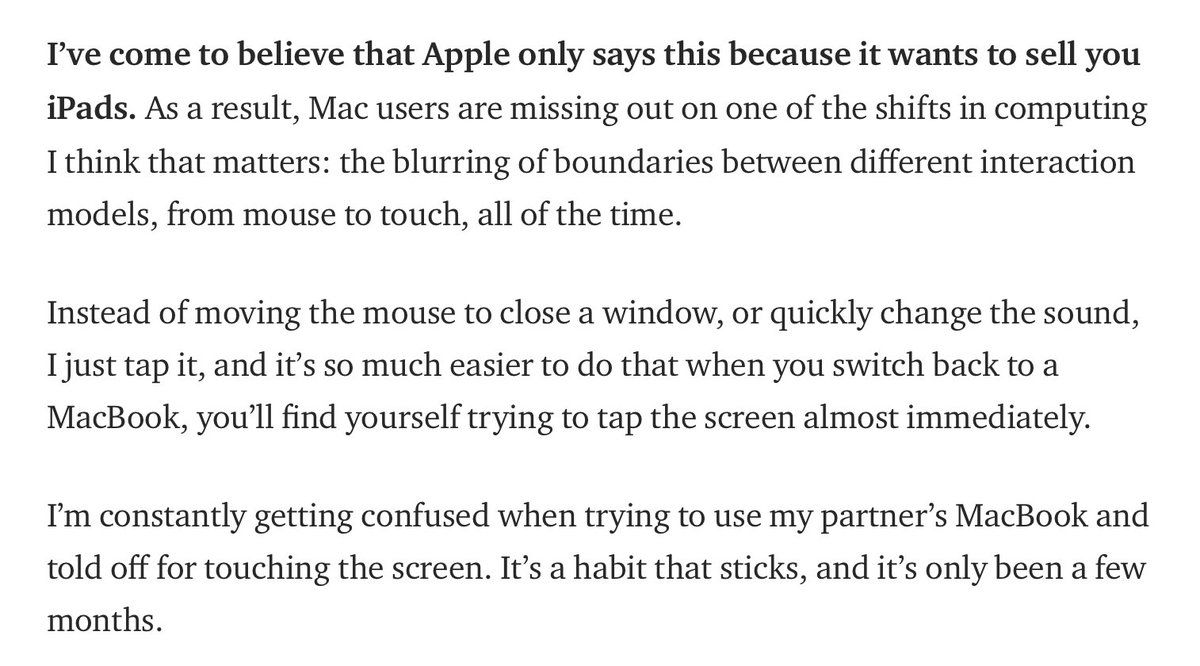 I’ve come to believe that Apple only says this because it wants to sell you
iPads. As a result, Mac users are missing out on one of the shifts in computing
I think that matters: the blurring of boundaries between different interaction
models, from mouse to touch, all of the time.
Instead of moving the mouse to close a window, or quickly change the sound,
I just tap it, and it’s so much easier to do that when you switch back to a
MacBook, you’ll find yourself trying to tap the screen almost immediately.
I’m constantly getting confused when trying to use my partner’s MacBook and
told off for touching the screen. It’s a habit that sticks, and it’s only been a few
months.